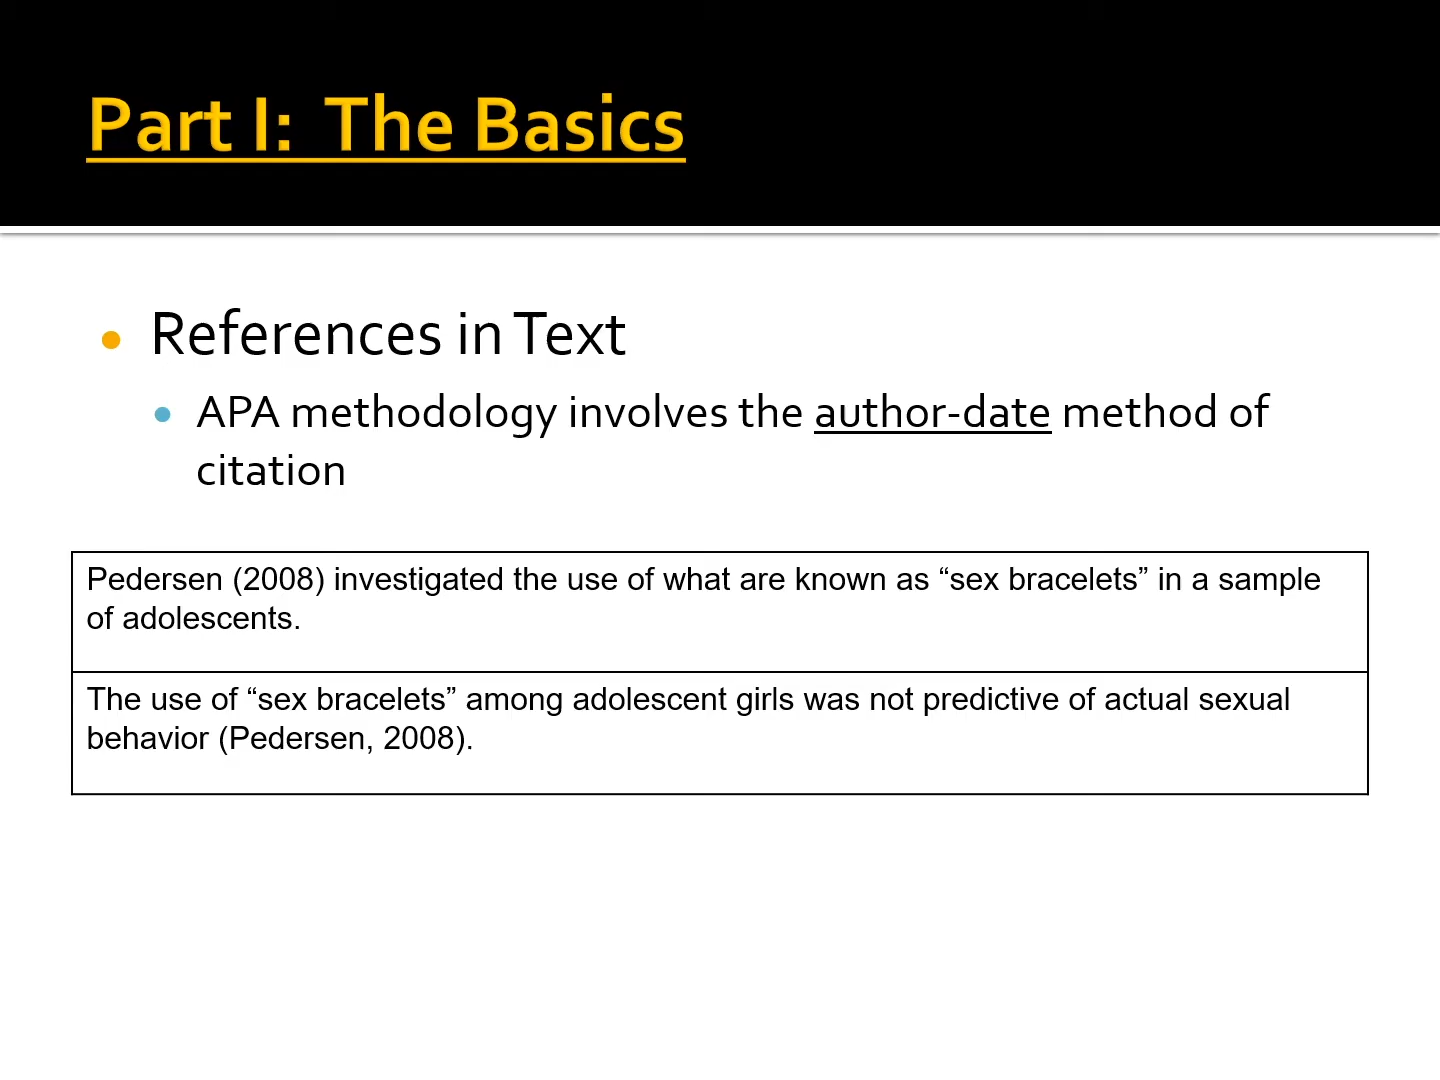 Part I:  The Basics
References in Text
APA methodology involves the author-date method of
citation
Pedersen (2008) investigated the use of what are known as “sex bracelets” in a sample
of adolescents.
The use of “sex bracelets” among adolescent girls was not predictive of actual sexual
behavior (Pedersen, 2008).